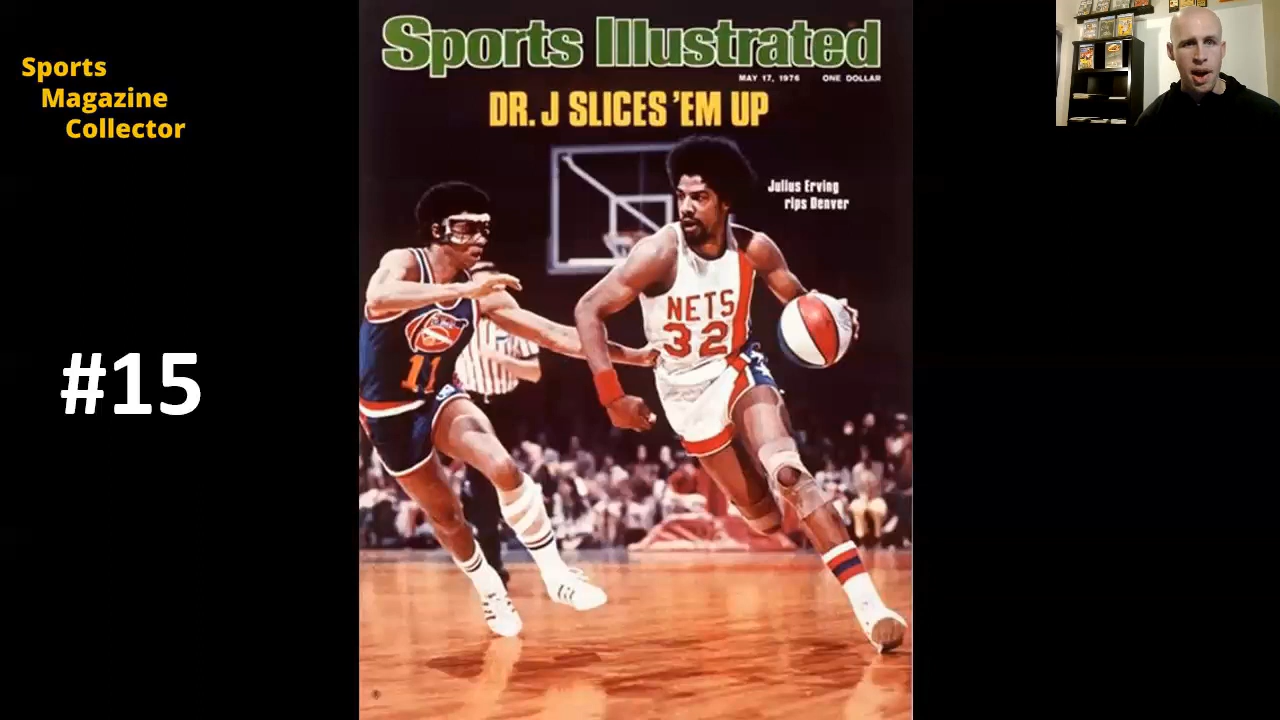 Sports
Magazine
Collector
#15
Sports Illustrated
MAY 17, 1976 ONE DOLLAR
DR. J SLICES 'EM UP
Julius Erving
rips Denver
NETS
32
11